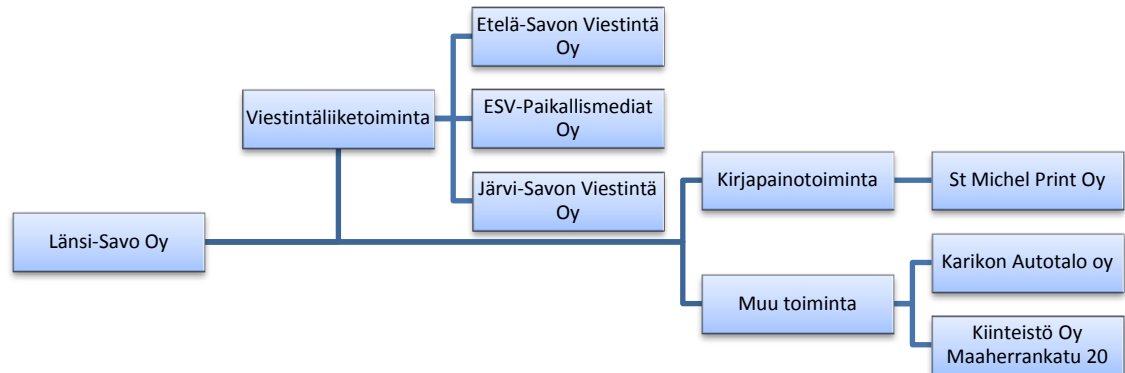 Etelä-Savon Viestintä
Oy
Viestintäliiketoiminta
ESV-Paikallismediat
Oy
Järvi-Savon Viestintä
Oy
Kirjapainotoiminta
St Michel Print Oy
Länsi-Savo Oy
Karikon Autotalo oy
Muu toiminta
Kiinteistö Oy
Maaherrankatu 20